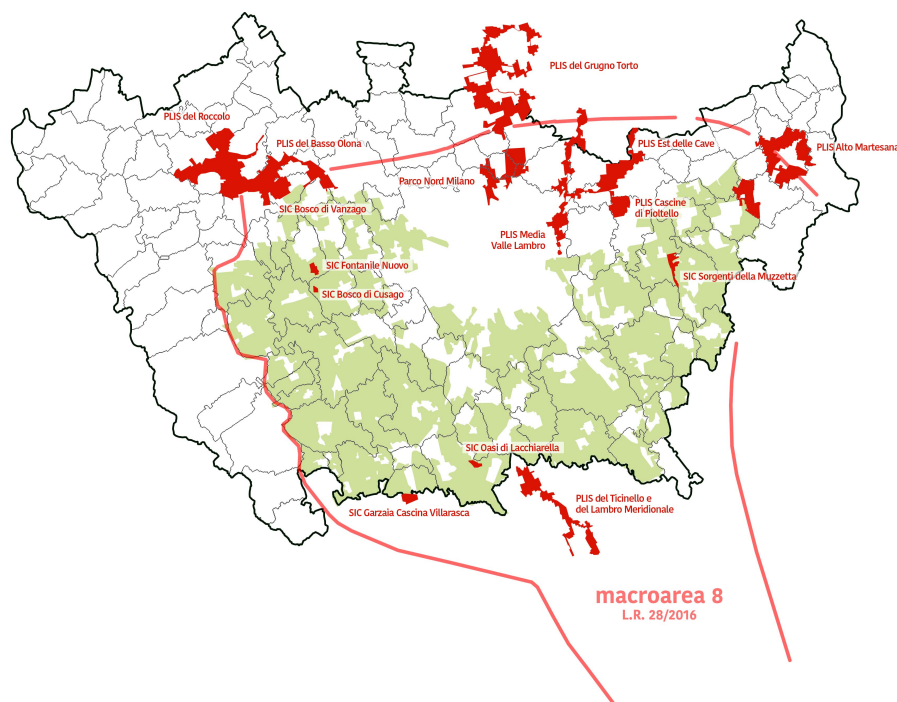 PLIS del Grugno Torto
PLIS del Roccolo
PLIS del Basso Olona
PLIS Est delle Cave
PLIS Alto Martesana
Parco Nord Milano
PLIS Cascine
di Pioltello
SIC Bosco di Vanzago
PLIS Media
Valle Lambro
SIC Fontanile Nuovo
SIC Sorgenti della Muzzetta
SIC Bosco di Cusago
SIC Oasi di Lacchiarella
PLIS del Ticinello e
del Lambro Meridionale
SIC Garzaia Cascina Villarasca
macroarea 8
L.R. 28/2016